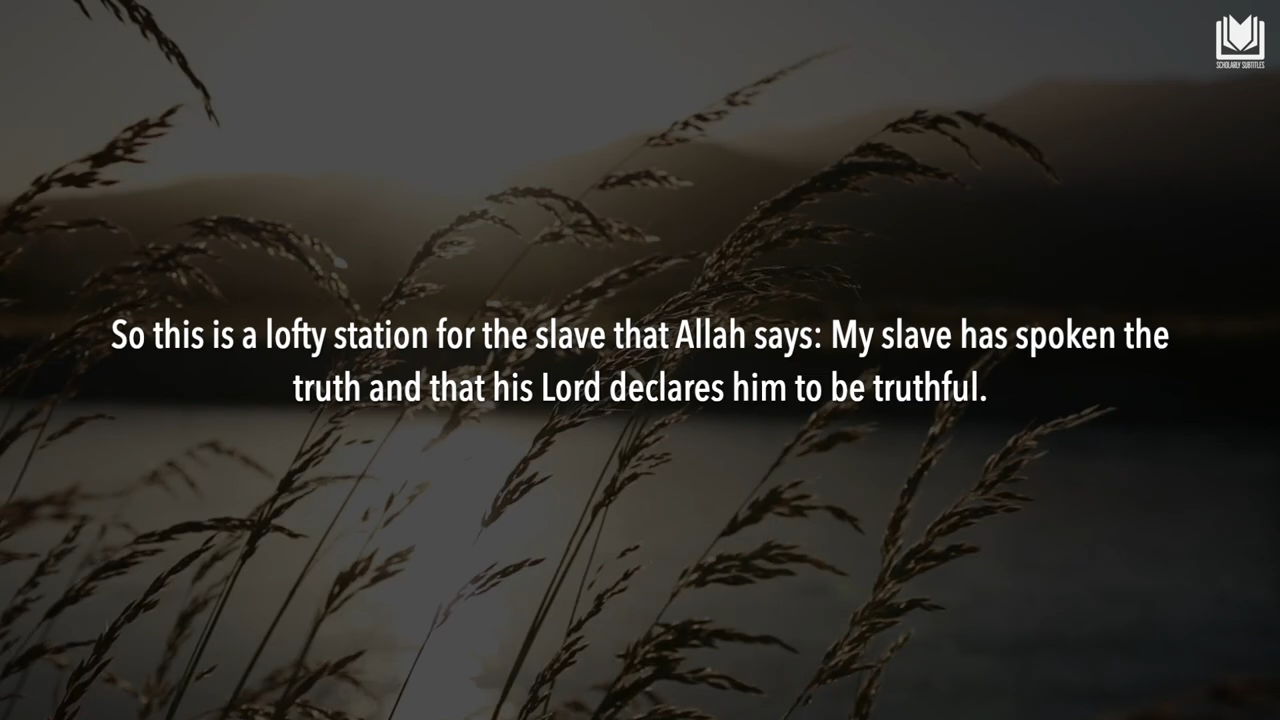 SCHOLARLY SUBTITLES
So this is a lofty station for the slave that Allah says: My slave has spoken the
truth and that his Lord declares him to be truthful.